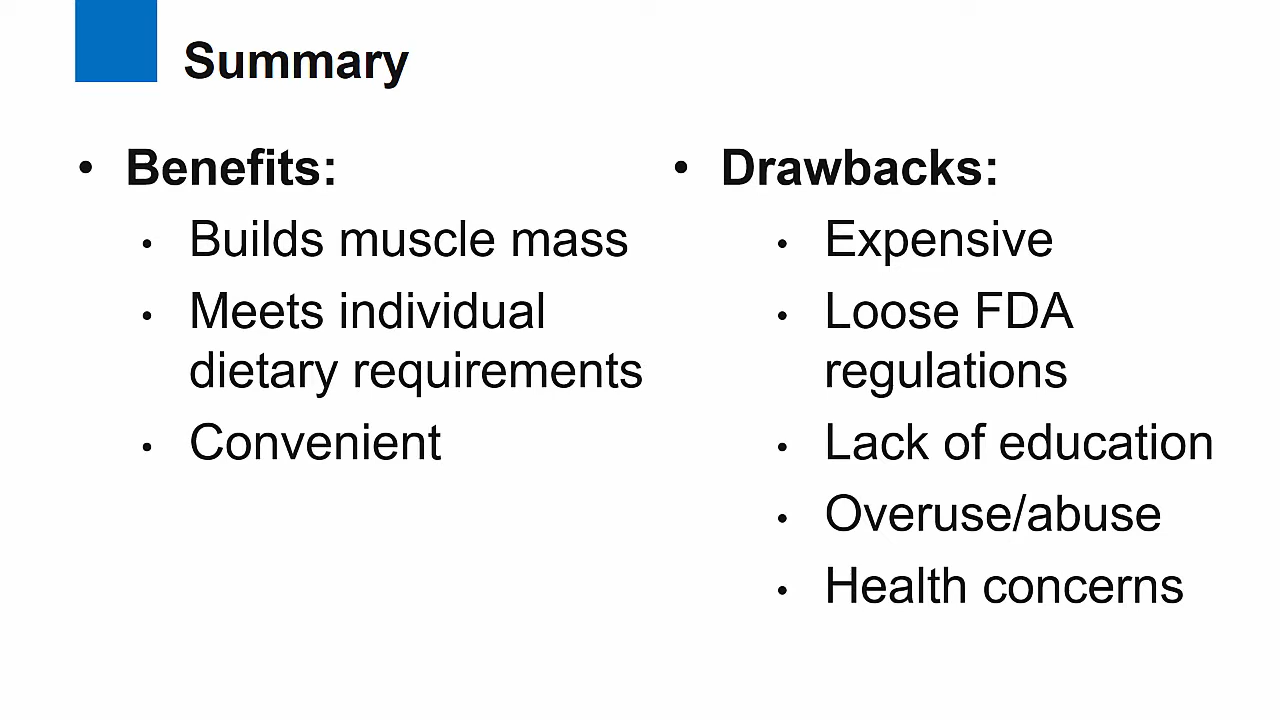 Summary
• Benefits:
• Builds muscle mass
• Meets individual
dietary requirements
• Convenient
• Drawbacks:
• Expensive
• Loose FDA
regulations
• Lack of education
• Overuse/abuse
• Health concerns